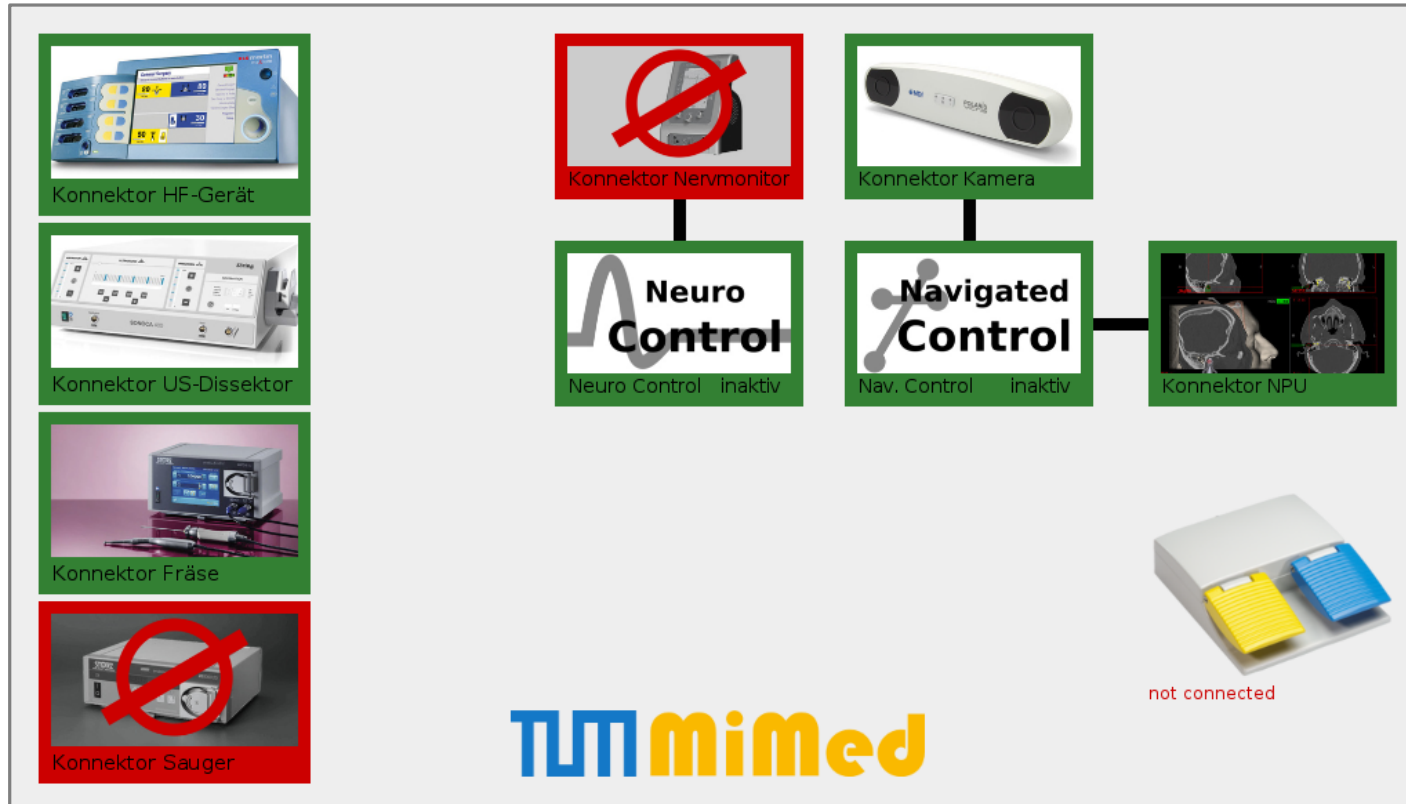 Konnektor HF-Gerät
Konnektor US-Dissektor
Konnektor Fräse
Konnektor Sauger
Konnektor Nervmonitor
Konnektor Kamera
Neuro
Control
Neuro Control inaktiv
Navigated
Control
Nav. Control inaktiv
Konnektor NPU
not connected
TUM MiMed